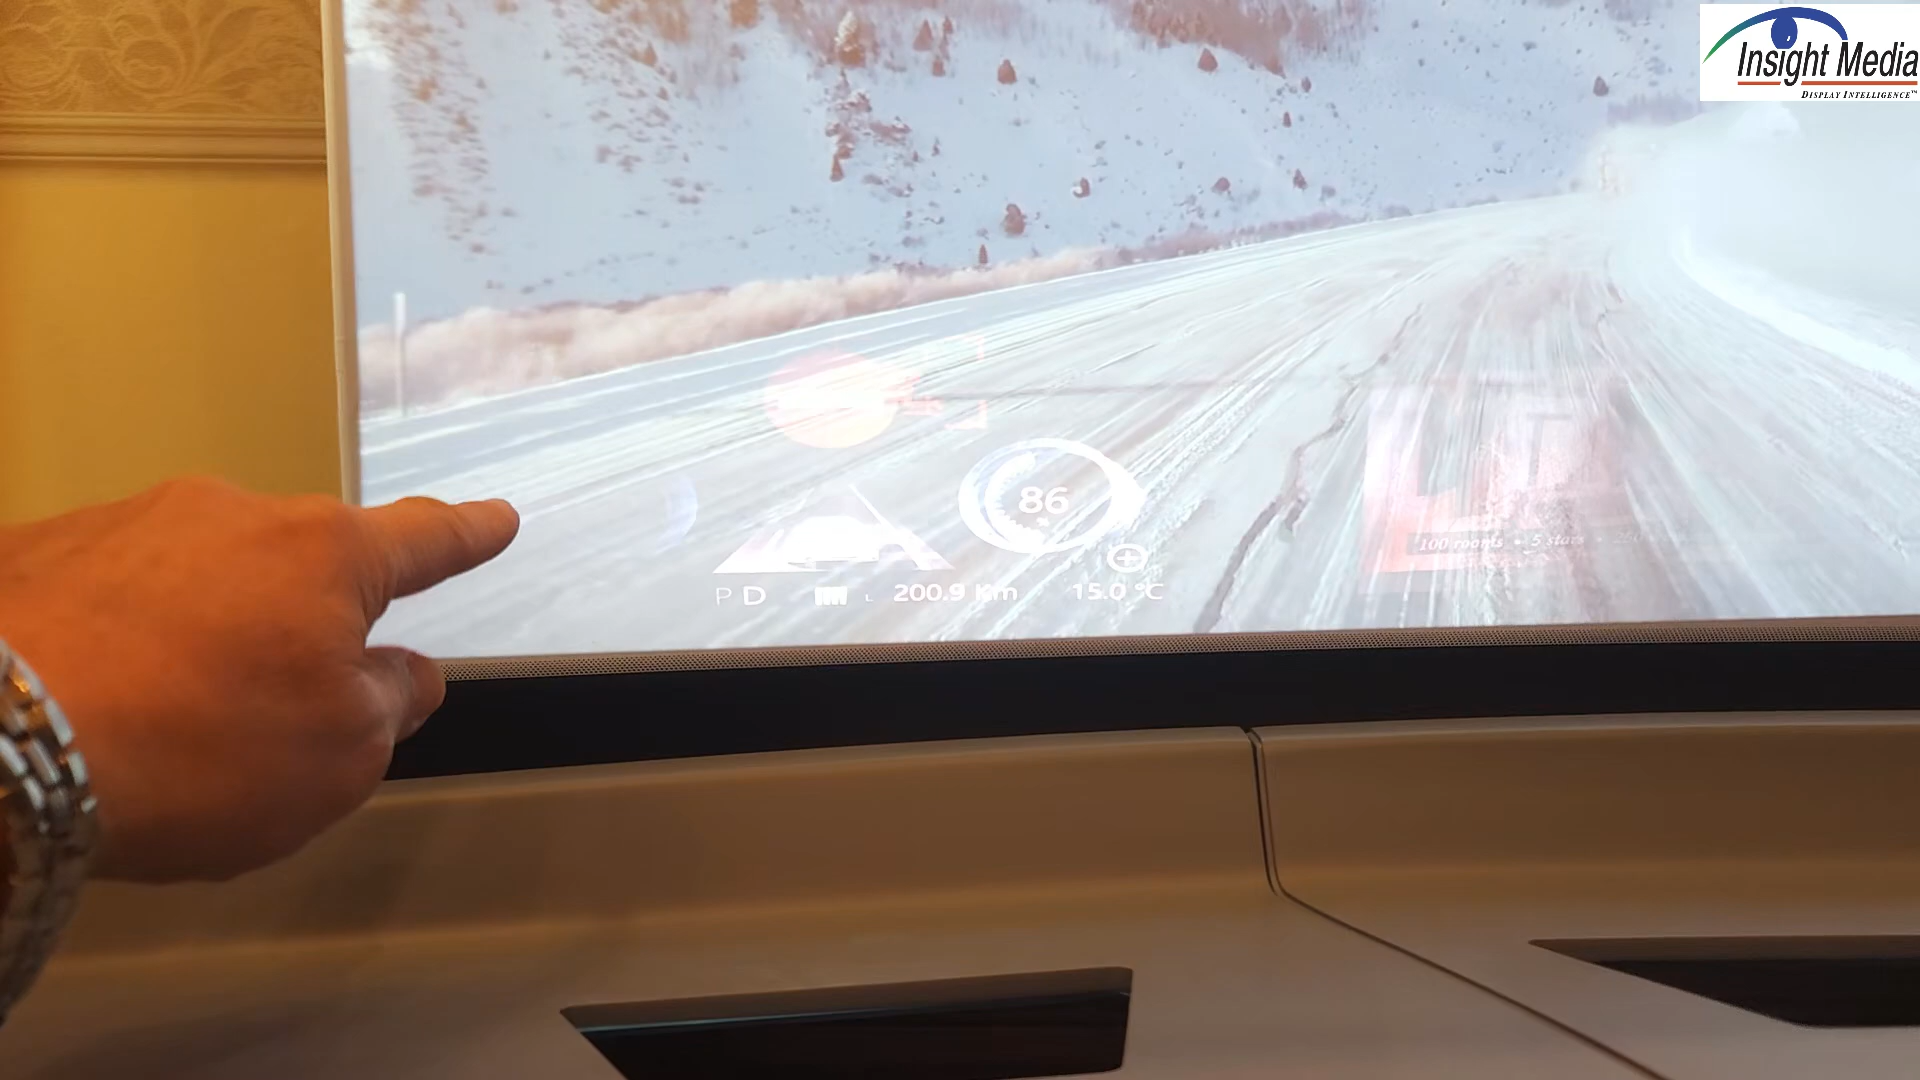 Insight Media
DISPLAY INTELLIGENCE™
86
100 rooms • 5 stars •
P D L 200.9 Km 15.0 °C